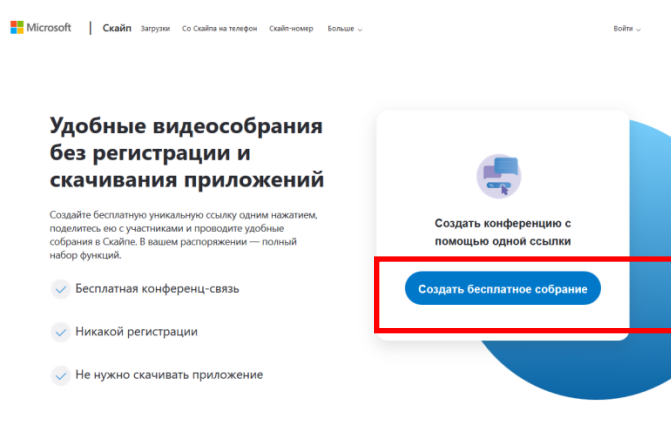 Microsoft | Скайп Загрузки Со Скайпа на телефон Скайп-номер Больше Войти
Удобные видеособрания
без регистрации и
скачивания приложений
Создайте бесплатную уникальную ссылку одним нажатием,
поделитесь ею с участниками и проводите удобные
собрания в Скайпе. В вашем распоряжении — полный
набор функций.
Бесплатная конференц-связь
Никакой регистрации
Не нужно скачивать приложение
Создать конференцию с
помощью одной ссылки
Создать бесплатное собрание